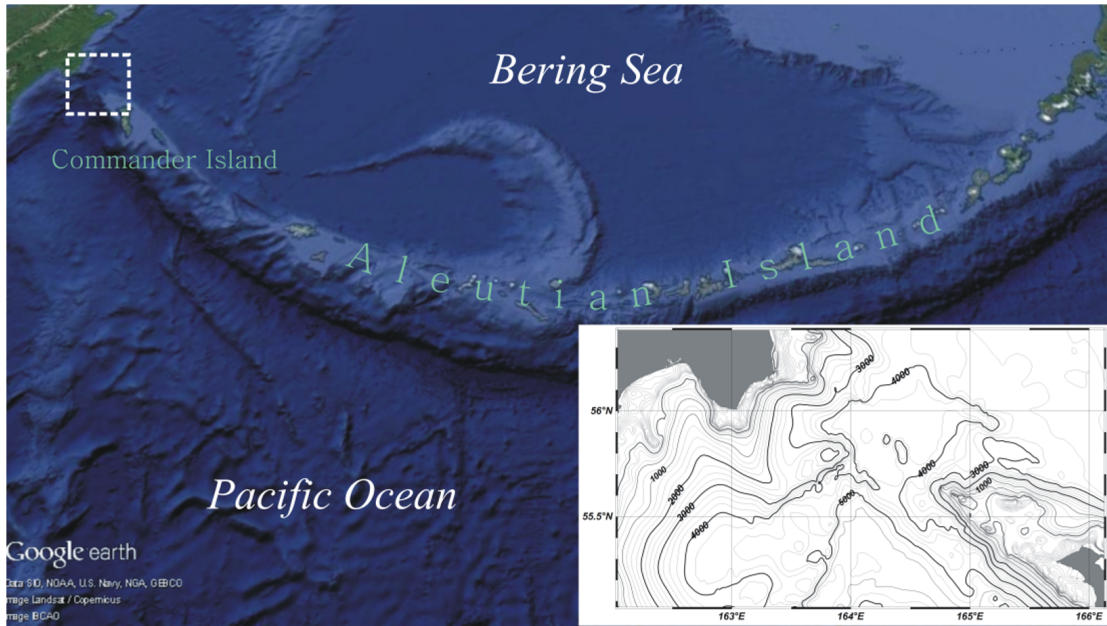 Bering Sea
Commander Island
Aleutian Island
Pacific Ocean
Google earth
Data SIO, NOAA, U.S. Navy, NGA, GEBCO
Image Landsat / Copernicus
Image IBCAO
3000
4000
56°N
1000
2000
3000
4000
5000
4000
3000
1000
55.5°N
163°E
164°E
165°E
166°E